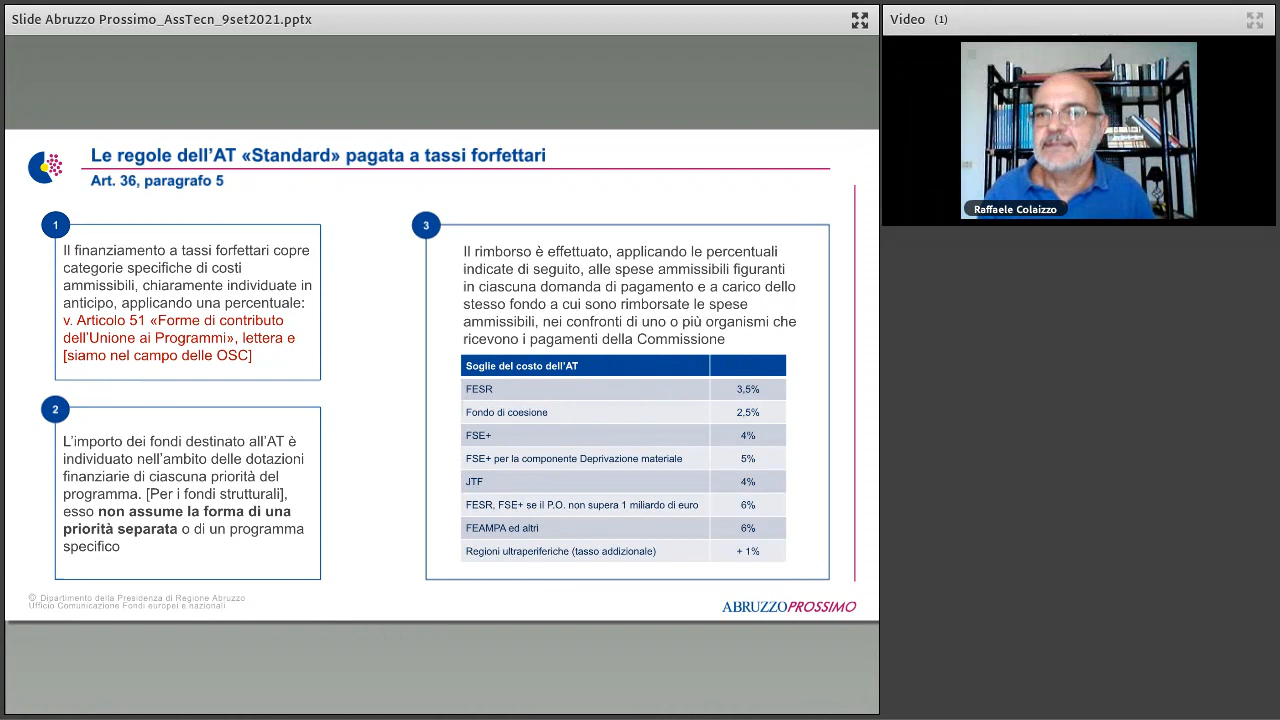 Slide Abruzzo Prossimo_AssTecn_9set2021.pptx
Video (1)
Raffaele Colaizzo
Le regole dell'AT «Standard» pagata a tassi forfettari
Art. 36, paragrafo 5
1
Il finanziamento a tassi forfettari copre
categorie specifiche di costi
ammissibili, chiaramente individuate in
anticipo, applicando una percentuale:
v. Articolo 51 «Forme di contributo
dell'Unione ai Programmi», lettera e
[siamo nel campo delle OSC]
2
L'importo dei fondi destinato all'AT è
individuato nell'ambito delle dotazioni
finanziarie di ciascuna priorità del
programma. [Per i fondi strutturali],
esso non assume la forma di una
priorità separata o di un programma
specifico
3
Il rimborso è effettuato, applicando le percentuali
indicate di seguito, alle spese ammissibili figuranti
in ciascuna domanda di pagamento e a carico dello
stesso fondo a cui sono rimborsate le spese
ammissibili, nei confronti di uno o più organismi che
ricevono i pagamenti della Commissione
Soglie del costo dell'AT
FESR 3,5%
Fondo di coesione 2,5%
FSE+ 4%
FSE+ per la componente Deprivazione materiale 5%
JTF 4%
FESR, FSE+ se il P.O. non supera 1 miliardo di euro 6%
FEAMPA ed altri 6%
Regioni ultraperiferiche (tasso addizionale) + 1%
© Dipartimento della Presidenza di Regione Abruzzo
Ufficio Comunicazione Fondi europei e nazionali
ABRUZZOPROSSIMO